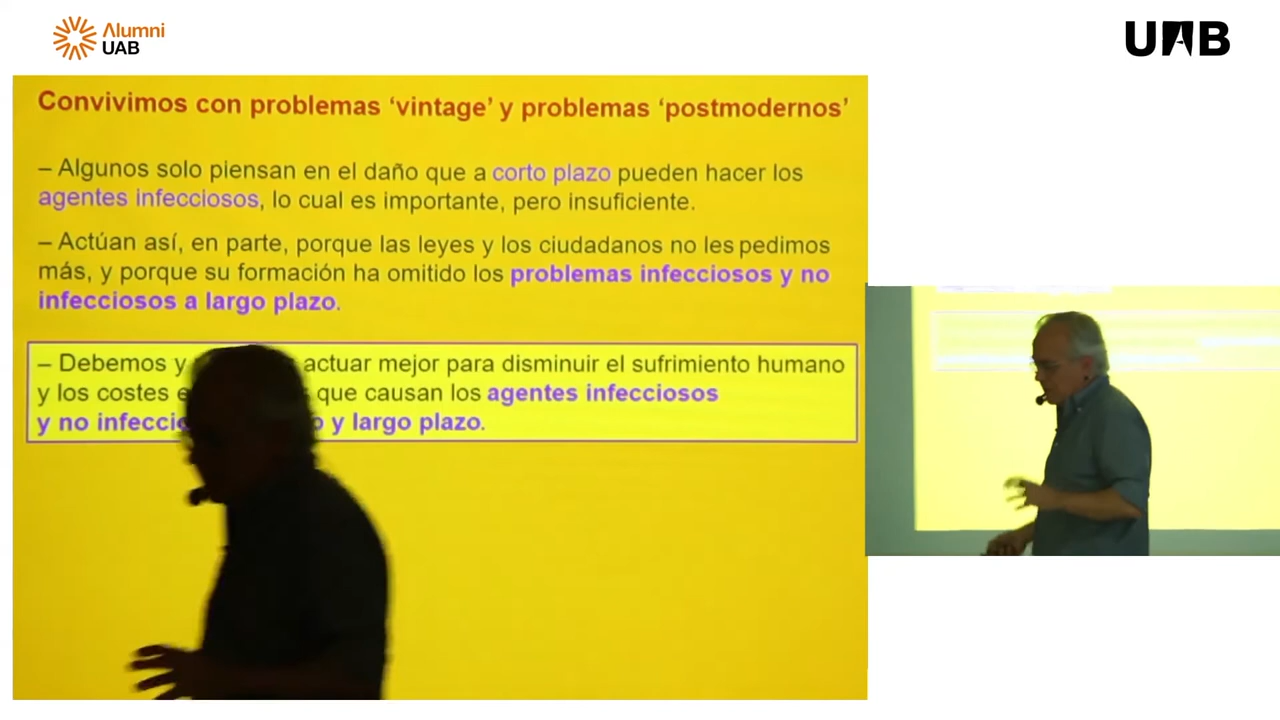 Alumni
UAB
UAB
Convivimos con problemas ‘vintage’ y problemas ‘postmodernos’
– Algunos solo piensan en el daño que a corto plazo pueden hacer los
agentes infecciosos, lo cual es importante, pero insuficiente.
– Actúan así, en parte, porque las leyes y los ciudadanos no les pedimos
más, y porque su formación ha omitido los problemas infecciosos y no
infecciosos a largo plazo.
– Debemos y actuar mejor para disminuir el sufrimiento humano
y los costes que causan los agentes infecciosos
y no y largo plazo.